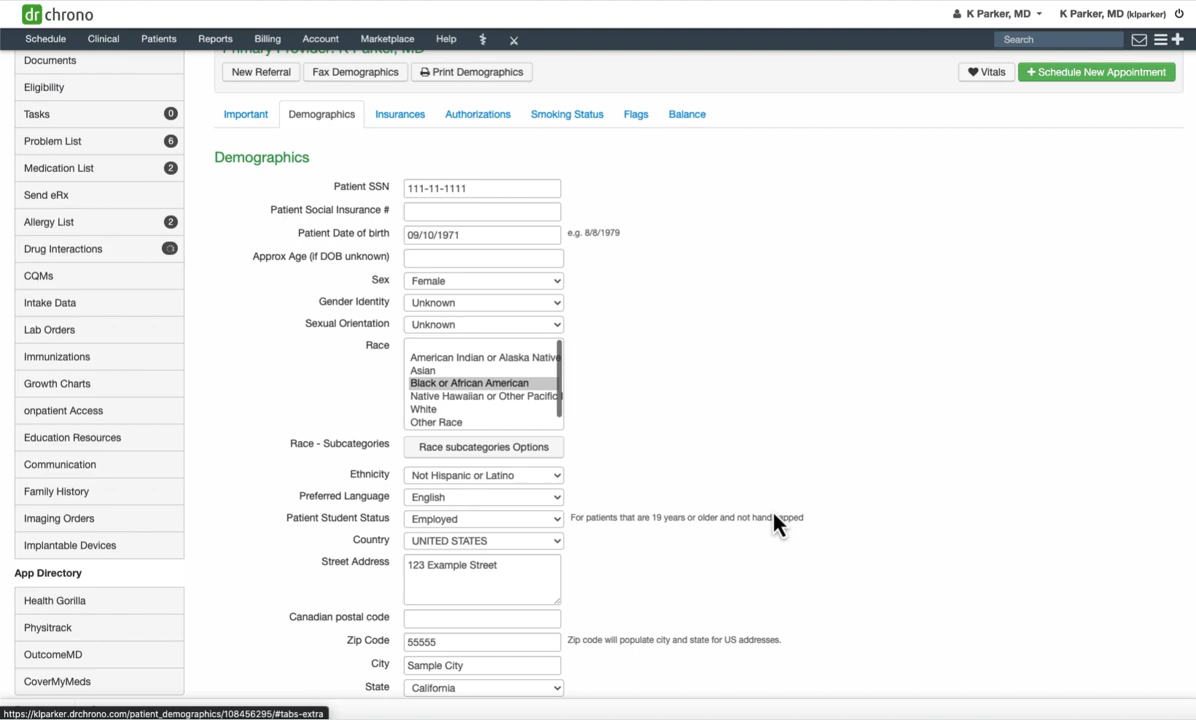 drchrono
K Parker, MD
K Parker, MD (klparker)
Schedule Clinical Patients Reports Billing Account Marketplace Help
Search
Primary Provider: K Parker, MD
Documents
Eligibility
Tasks 0
Problem List 6
Medication List 2
Send eRx
Allergy List 2
Drug Interactions
CQMs
Intake Data
Lab Orders
Immunizations
Growth Charts
onpatient Access
Education Resources
Communication
Family History
Imaging Orders
Implantable Devices
App Directory
Health Gorilla
Physitrack
OutcomeMD
CoverMyMeds
New Referral Fax Demographics Print Demographics
Vitals + Schedule New Appointment
Important Demographics Insurances Authorizations Smoking Status Flags Balance
Demographics
Patient SSN 111-11-1111
Patient Social Insurance #
Patient Date of birth 09/10/1971 e.g. 8/8/1979
Approx Age (if DOB unknown)
Sex Female
Gender Identity Unknown
Sexual Orientation Unknown
Race
American Indian or Alaska Native
Asian
Black or African American
Native Hawaiian or Other Pacific
White
Other Race
Race - Subcategories Race subcategories Options
Ethnicity Not Hispanic or Latino
Preferred Language English
Patient Student Status Employed For patients that are 19 years or older and not
Country UNITED STATES
Street Address 123 Example Street
Canadian postal code
Zip Code 55555 Zip code will populate city and state for US addresses.
City Sample City
State California
https://klparker.drchrono.com/patient_demographics/108456295/#tabs-extra